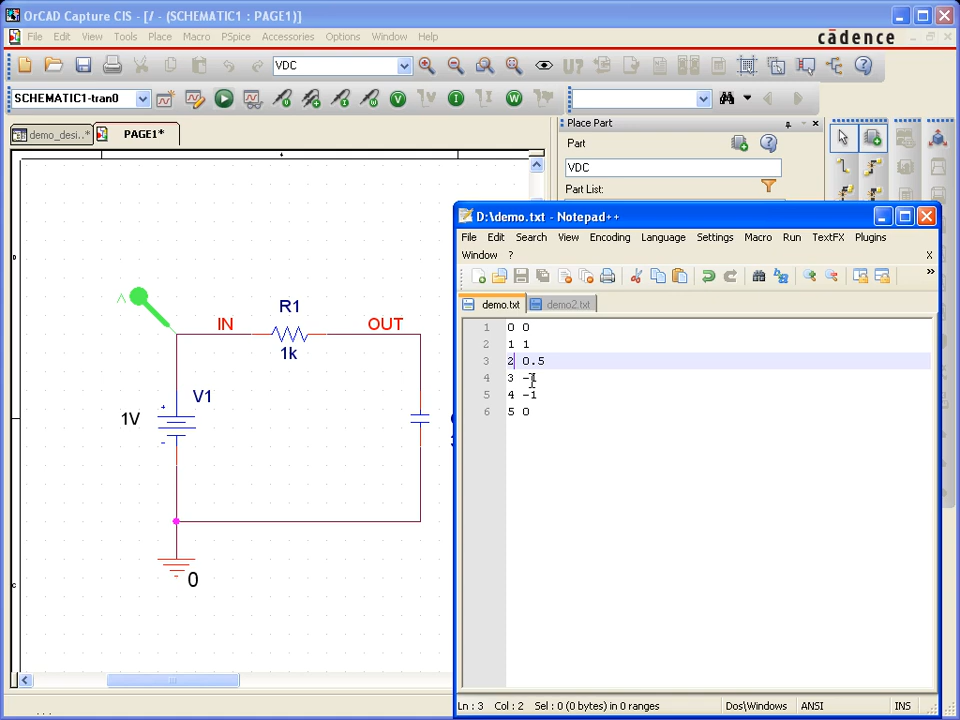 OrCAD Capture CIS - [/ - (SCHEMATIC1 : PAGE1)]
File Edit View Tools Place Macro PSpice Accessories Options Window Help
cādence
VDC
SCHEMATIC1-tran0
demo_desi...*
PAGE1*
Place Part
Part
VDC
Part List:
R1
IN
OUT
1k
V1
1V
+
-
0
D
C
D:\demo.txt - Notepad++
File Edit Search View Encoding Language Settings Macro Run TextFX Plugins
Window ? X
demo.txt demo2.txt
1 0 0
2 1 1
3 2 0.5
4 3 -1
5 4 -1
6 5 0
Ln : 3 Col : 2 Sel : 0 (0 bytes) in 0 ranges Dos\Windows ANSI INS